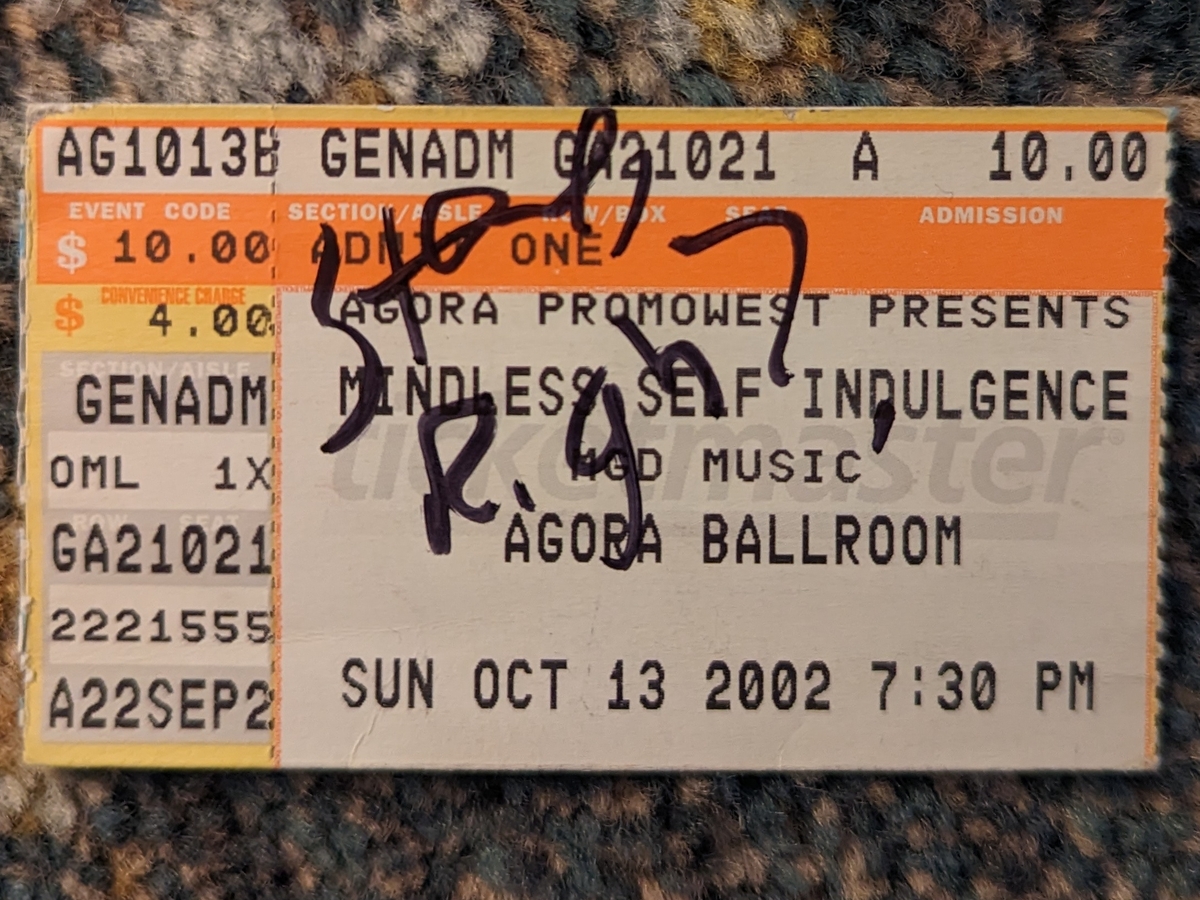 AG1013B GENADM GA21021 A 10.00
EVENT CODE SECTION/AISLE ROW/BOX SEAT ADMISSION
$ 10.00 ADMIT ONE
$ CONVENIENCE CHARGE 4.00
AGORA PROMOWEST PRESENTS
SECTION/AISLE
GENADM MINDLESS SELF INDULGENCE
ticketmaster
OML 1X MGD MUSIC
ROW SEAT
GA21021 AGORA BALLROOM
2221555
A22SEP2 SUN OCT 13 2002 7:30 PM
Righ?